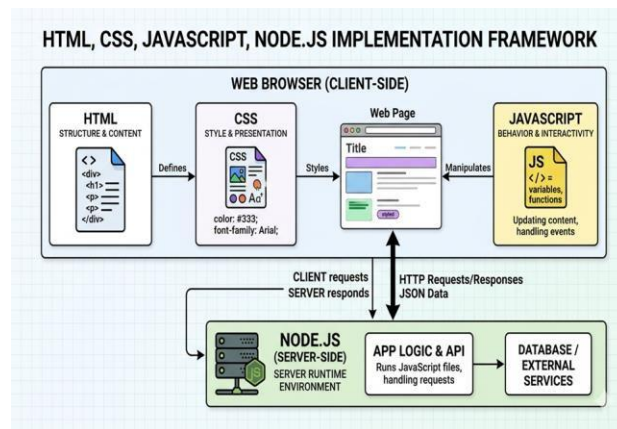 HTML, CSS, JAVASCRIPT, NODE.JS IMPLEMENTATION FRAMEWORK
WEB BROWSER (CLIENT-SIDE)
HTML
STRUCTURE & CONTENT
<>
<div>
<h1>
<p>
<p>
</div>
Defines
CSS
STYLE & PRESENTATION
CSS
Aa
color: #333;
font-family: Arial;
Styles
Web Page
Title
Manipulates
JAVASCRIPT
BEHAVIOR & INTERACTIVITY
JS
</> =
variables,
functions
Updating content,
handling events
CLIENT requests
SERVER responds
HTTP Requests/Responses
JSON Data
JS
NODE.JS
(SERVER-SIDE)
SERVER RUNTIME
ENVIRONMENT
APP LOGIC & API
Runs JavaScript files,
handling requests
DATABASE /
EXTERNAL
SERVICES